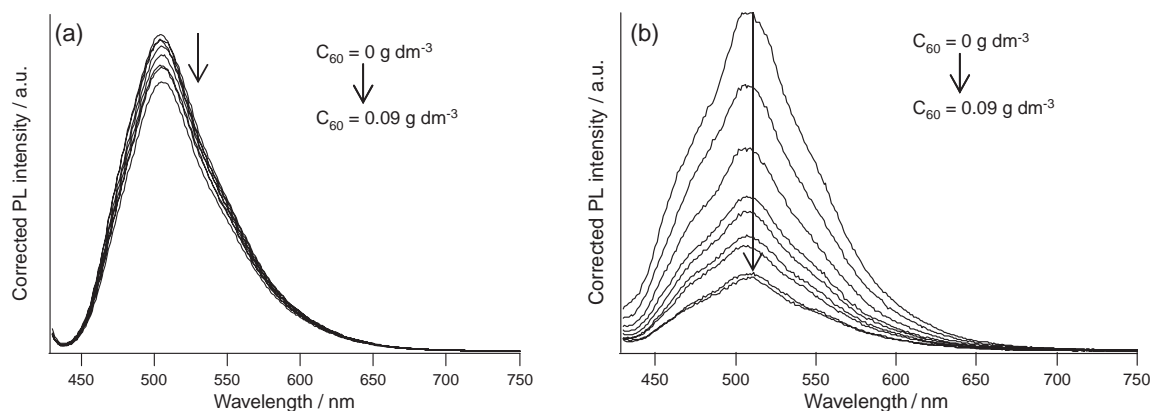 (a)
C₆₀ = 0 g dm⁻³
C₆₀ = 0.09 g dm⁻³
Corrected PL intensity / a.u.
450 500 550 600 650 700 750
Wavelength / nm
(b)
C₆₀ = 0 g dm⁻³
C₆₀ = 0.09 g dm⁻³
Corrected PL intensity / a.u.
450 500 550 600 650 700 750
Wavelength / nm